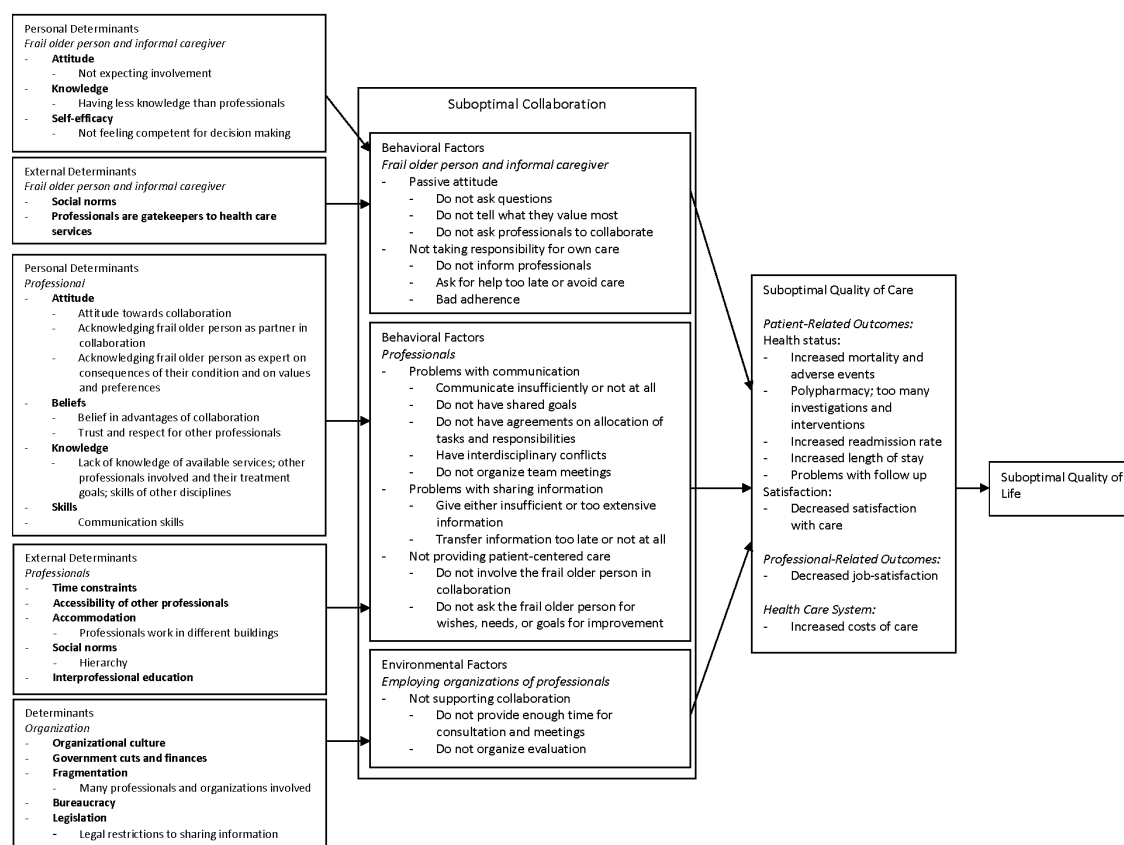 Personal Determinants
Frail older person and informal caregiver
- Attitude
- Not expecting involvement
- Knowledge
- Having less knowledge than professionals
- Self-efficacy
- Not feeling competent for decision making
External Determinants
Frail older person and informal caregiver
- Social norms
- Professionals are gatekeepers to health care
services
Personal Determinants
Professional
- Attitude
- Attitude towards collaboration
- Acknowledging frail older person as partner in
collaboration
- Acknowledging frail older person as expert on
consequences of their condition and on values
and preferences
- Beliefs
- Belief in advantages of collaboration
- Trust and respect for other professionals
- Knowledge
- Lack of knowledge of available services; other
professionals involved and their treatment
goals; skills of other disciplines
- Skills
- Communication skills
External Determinants
Professionals
- Time constraints
- Accessibility of other professionals
- Accommodation
- Professionals work in different buildings
- Social norms
- Hierarchy
- Interprofessional education
Determinants
Organization
- Organizational culture
- Government cuts and finances
- Fragmentation
- Many professionals and organizations involved
- Bureaucracy
- Legislation
- Legal restrictions to sharing information
Suboptimal Collaboration
Behavioral Factors
Frail older person and informal caregiver
- Passive attitude
- Do not ask questions
- Do not tell what they value most
- Do not ask professionals to collaborate
- Not taking responsibility for own care
- Do not inform professionals
- Ask for help too late or avoid care
- Bad adherence
Behavioral Factors
Professionals
- Problems with communication
- Communicate insufficiently or not at all
- Do not have shared goals
- Do not have agreements on allocation of
tasks and responsibilities
- Have interdisciplinary conflicts
- Do not organize team meetings
- Problems with sharing information
- Give either insufficient or too extensive
information
- Transfer information too late or not at all
- Not providing patient-centered care
- Do not involve the frail older person in
collaboration
- Do not ask the frail older person for
wishes, needs, or goals for improvement
Environmental Factors
Employing organizations of professionals
- Not supporting collaboration
- Do not provide enough time for
consultation and meetings
- Do not organize evaluation
Suboptimal Quality of Care
Patient-Related Outcomes:
Health status:
- Increased mortality and
adverse events
- Polypharmacy; too many
investigations and
interventions
- Increased readmission rate
- Increased length of stay
- Problems with follow up
Satisfaction:
- Decreased satisfaction
with care
Professional-Related Outcomes:
- Decreased job-satisfaction
Health Care System:
- Increased costs of care
Suboptimal Quality of
Life